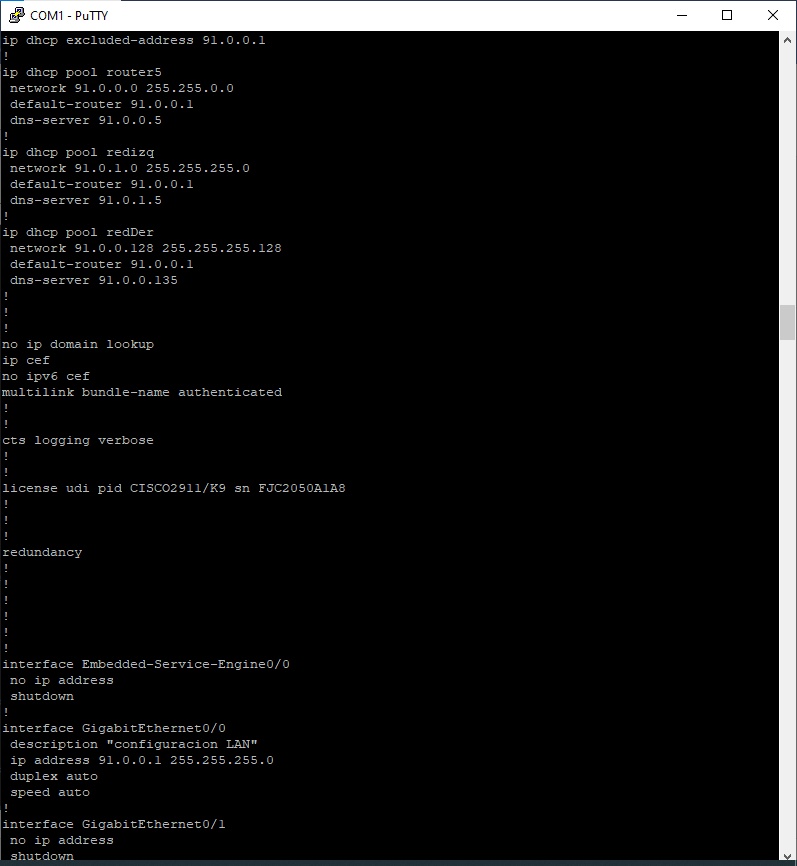 COM1 - PuTTY
ip dhcp excluded-address 91.0.0.1
!
ip dhcp pool router5
 network 91.0.0.0 255.255.0.0
 default-router 91.0.0.1
 dns-server 91.0.0.5
!
ip dhcp pool redizq
 network 91.0.1.0 255.255.255.0
 default-router 91.0.0.1
 dns-server 91.0.1.5
!
ip dhcp pool redDer
 network 91.0.0.128 255.255.255.128
 default-router 91.0.0.1
 dns-server 91.0.0.135
!
!
!
no ip domain lookup
ip cef
no ipv6 cef
multilink bundle-name authenticated
!
!
cts logging verbose
!
!
license udi pid CISCO2911/K9 sn FJC2050A1A8
!
!
!
redundancy
!
!
!
!
!
!
interface Embedded-Service-Engine0/0
 no ip address
 shutdown
!
interface GigabitEthernet0/0
 description "configuracion LAN"
 ip address 91.0.0.1 255.255.255.0
 duplex auto
 speed auto
!
interface GigabitEthernet0/1
 no ip address
 shutdown